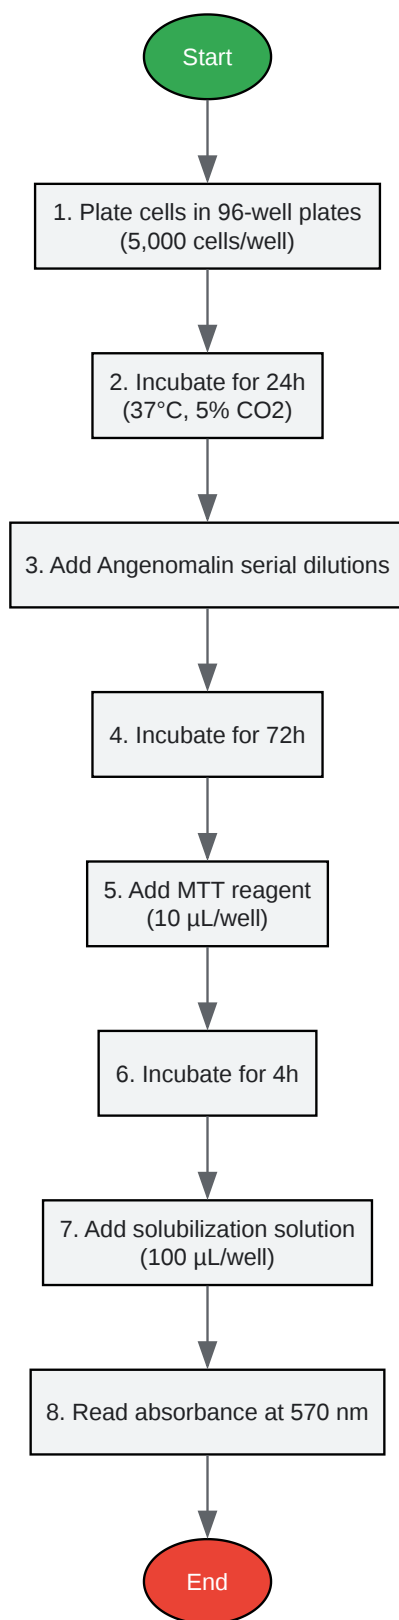 Start
1. Plate cells in 96-well plates
(5,000 cells/well)
2. Incubate for 24h
(37°C, 5% CO2)
3. Add Angenomalin serial dilutions
4. Incubate for 72h
5. Add MTT reagent
(10 µL/well)
6. Incubate for 4h
7. Add solubilization solution
(100 µL/well)
8. Read absorbance at 570 nm
End